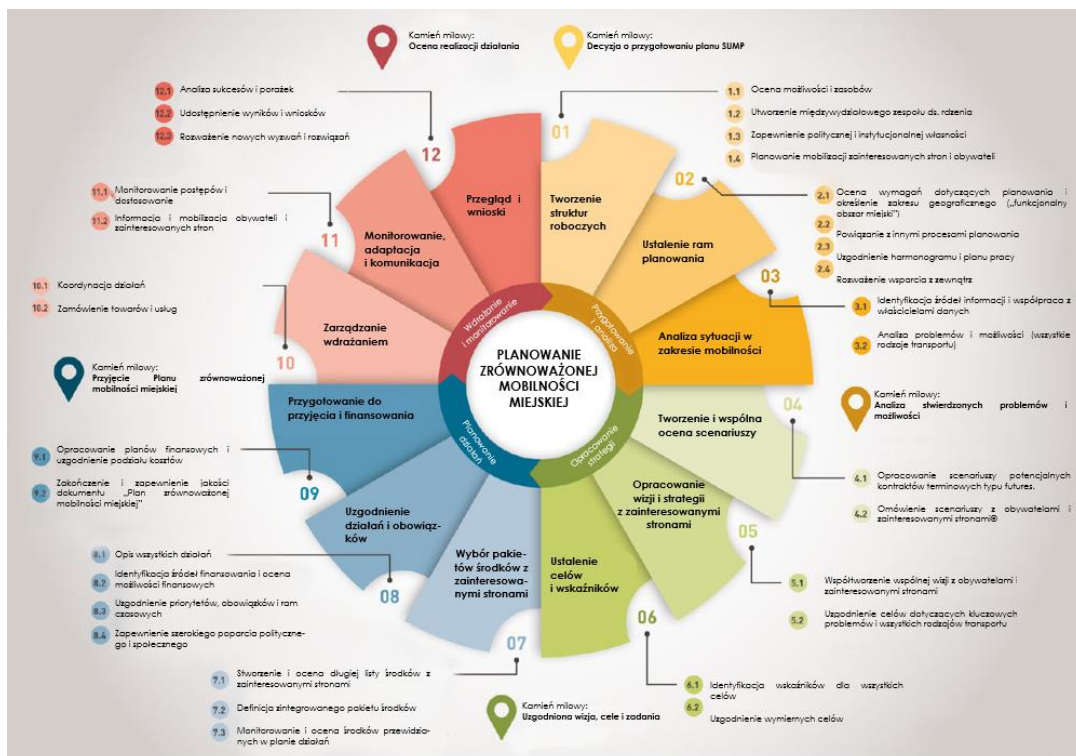 Kamień milowy:
Ocena realizacji działania
Kamień milowy:
Decyzja o przygotowaniu planu SUMP
12.1 Analiza sukcesów i porażek
12.2 Udostępnienie wyników i wniosków
12.3 Rozważenie nowych wyzwań i rozwiązań
1.1 Ocena możliwości i zasobów
1.2 Utworzenie międzywydziałowego zespołu ds. rdzenia
1.3 Zapewnienie politycznej i instytucjonalnej własności
1.4 Planowanie mobilizacji zainteresowanych stron i obywateli
11.1 Monitorowanie postępów i
dostosowanie
11.2 Informacja i mobilizacja obywateli i
zainteresowanych stron
2.1 Ocena wymagań dotyczących planowania i
określenie zakresu geograficznego („funkcjonalny
obszar miejski")
2.2
Powiązanie z innymi procesami planowania
2.3
Uzgodnienie harmonogramu i planu pracy
2.4
Rozważenie wsparcia z zewnątrz
10.1 Koordynacja działań
10.2 Zamówienie towarów i usług
3.1 Identyfikacja źródeł informacji i współpraca z
właścicielami danych
3.2 Analiza problemów i możliwości (wszystkie
rodzaje transportu)
Kamień milowy:
Przyjęcie Planu zrównoważonej
mobilności miejskiej
Kamień milowy:
Analiza stwierdzonych problemów i
możliwości
9.1 Opracowanie planów finansowych i
uzgodnienie podziału kosztów
9.2 Zakończenie i zapewnienie jakości
dokumentu „Plan zrównoważonej
mobilności miejskiej"
4.1 Opracowanie scenariuszy potencjalnych
kontraktów terminowych typu futures.
4.2 Omówienie scenariuszy z obywatelami i
zainteresowanymi stronami®
8.1 Opis wszystkich działań
8.2 Identyfikacja źródeł finansowania i ocena
możliwości finansowych
8.3 Uzgodnienie priorytetów, obowiązków i ram
czasowych
8.4 Zapewnienie szerokiego poparcia polityczne-
go i społecznego
5.1 Współtworzenie wspólnej wizji z obywatelami i
zainteresowanymi stronami
5.2 Uzgodnienie celów dotyczących kluczowych
problemów i wszystkich rodzajów transportu
7.1 Stworzenie i ocena długiej listy środków z
zainteresowanymi stronami
7.2 Definicja zintegrowanego pakietu środków
7.3 Monitorowanie i ocena środków przewidzia-
nych w planie działań
Kamień milowy:
Uzgodniona wizja, cele i zadania
6.1 Identyfikacja wskaźników dla wszystkich
celów
6.2
Uzgodnienie wymiernych celów
01
Tworzenie
struktur
roboczych
02
Ustalenie ram
planowania
03
Analiza sytuacji w
zakresie mobilności
04
Tworzenie i wspólna
ocena scenariuszy
05
Opracowanie
wizji i strategii
z zainteresowanymi
stronami
06
Ustalenie
celów
i wskaźników
07
Wybór pakie-
tów środków z
zainteresowa-
nymi stronami
08
Uzgodnienie
działań i obowiąz-
ków
09
Przygotowanie do
przyjęcia i finansowania
10
Zarządzanie
wdrażaniem
11
Monitorowanie,
adaptacja
i komunikacja
12
Przegląd i
wnioski
Wdrażanie
i monitorowanie
Przygotowanie
i analiza
Opracowanie
strategii
Planowanie
działań
PLANOWANIE
ZRÓWNOWAŻONEJ
MOBILNOŚCI
MIEJSKIEJ